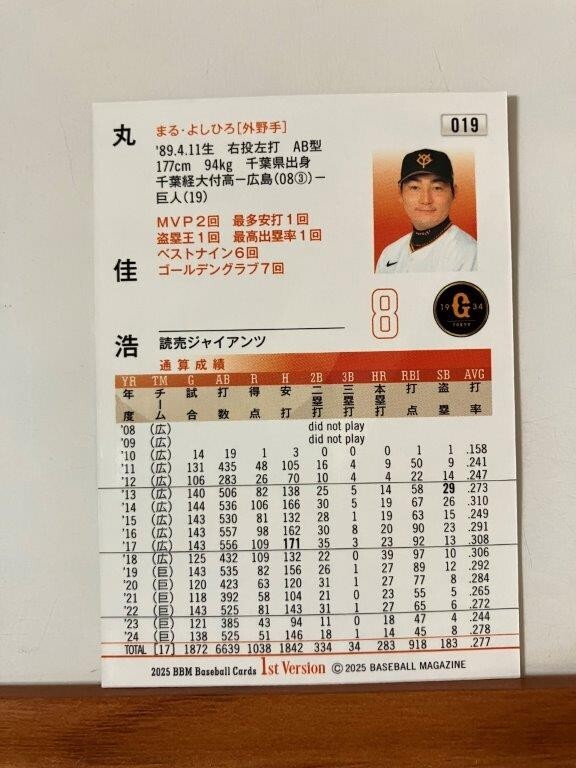 019
丸 佳 浩
まる・よしひろ[外野手]
'89.4.11生 右投左打 AB型
177cm 94kg 千葉県出身
千葉経大付高ー広島(08③)ー
巨人(19)
MVP2回 最多安打1回
盗塁王1回 最高出塁率1回
ベストナイン6回
ゴールデングラブ7回
8
19 G 34
TOKYO
読売ジャイアンツ
通算成績
YR TM G AB R H 2B 3B HR RBI SB AVG
年度 チーム 試合 打数 得点 安打 二塁打 三塁打 本塁打 打点 盗塁 打率
'08 (広) did not play
'09 (広) did not play
'10 (広) 14 19 1 3 0 0 0 1 1 .158
'11 (広) 131 435 48 105 16 4 9 50 9 .241
'12 (広) 106 283 26 70 10 4 4 22 14 .247
'13 (広) 140 506 82 138 25 5 14 58 29 .273
'14 (広) 144 536 106 166 30 5 19 67 26 .310
'15 (広) 143 530 81 132 28 1 19 63 15 .249
'16 (広) 143 557 98 162 30 8 20 90 23 .291
'17 (広) 143 556 109 171 35 3 23 92 13 .308
'18 (広) 125 432 109 132 22 0 39 97 10 .306
'19 (巨) 143 535 82 156 26 1 27 89 12 .292
'20 (巨) 120 423 63 120 31 1 27 77 8 .284
'21 (巨) 118 392 58 104 21 0 23 55 5 .265
'22 (巨) 143 525 81 143 31 1 27 65 6 .272
'23 (巨) 121 385 43 94 11 0 18 47 4 .244
'24 (巨) 138 525 51 146 18 1 14 45 8 .278
TOTAL [17] 1872 6639 1038 1842 334 34 283 918 183 .277
2025 BBM Baseball Cards 1st Version © 2025 BASEBALL MAGAZINE